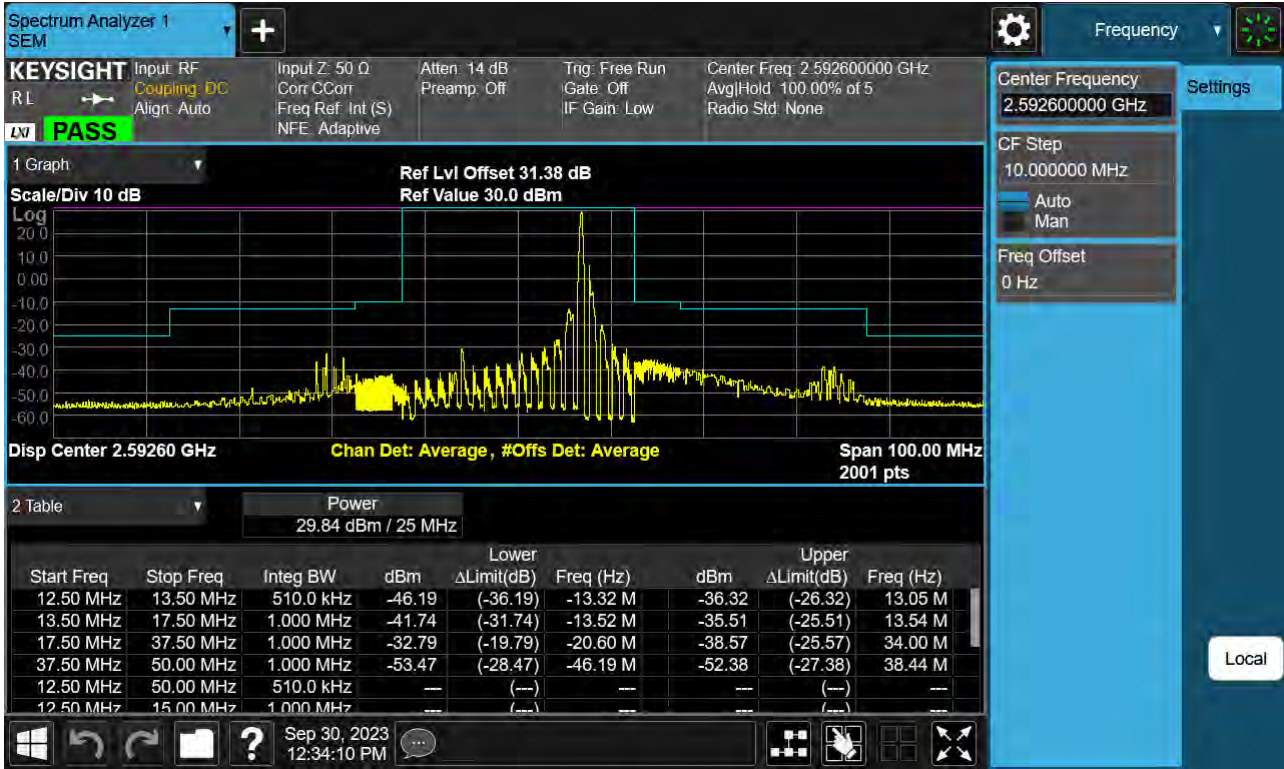 Spectrum Analyzer 1
SEM
+
Frequency
KEYSIGHT
R L
LXI
PASS
Input: RF
Coupling: DC
Align: Auto
Input Z: 50 Ω
Corr CCorr
Freq Ref: Int (S)
NFE: Adaptive
Atten: 14 dB
Preamp: Off
Trig: Free Run
Gate: Off
IF Gain: Low
Center Freq: 2.592600000 GHz
Avg|Hold: 100.00% of 5
Radio Std: None
Center Frequency
2.592600000 GHz
Settings
CF Step
10.000000 MHz
Auto
Man
Freq Offset
0 Hz
Local
1 Graph
Scale/Div 10 dB
Ref Lvl Offset 31.38 dB
Ref Value 30.0 dBm
Log
20.0
10.0
0.00
-10.0
-20.0
-30.0
-40.0
-50.0
-60.0
Disp Center 2.59260 GHz
Chan Det: Average, #Offs Det: Average
Span 100.00 MHz
2001 pts
2 Table
Power
29.84 dBm / 25 MHz
Lower Upper
Start Freq Stop Freq Integ BW dBm ΔLimit(dB) Freq (Hz) dBm ΔLimit(dB) Freq (Hz)
12.50 MHz 13.50 MHz 510.0 kHz -46.19 (-36.19) -13.32 M -36.32 (-26.32) 13.05 M
13.50 MHz 17.50 MHz 1.000 MHz -41.74 (-31.74) -13.52 M -35.51 (-25.51) 13.54 M
17.50 MHz 37.50 MHz 1.000 MHz -32.79 (-19.79) -20.60 M -38.57 (-25.57) 34.00 M
37.50 MHz 50.00 MHz 1.000 MHz -53.47 (-28.47) -46.19 M -52.38 (-27.38) 38.44 M
12.50 MHz 50.00 MHz 510.0 kHz --- (---) --- --- (---) ---
12.50 MHz 15.00 MHz 1.000 MHz --- (---) --- --- (---) ---
?
Sep 30, 2023
12:34:10 PM